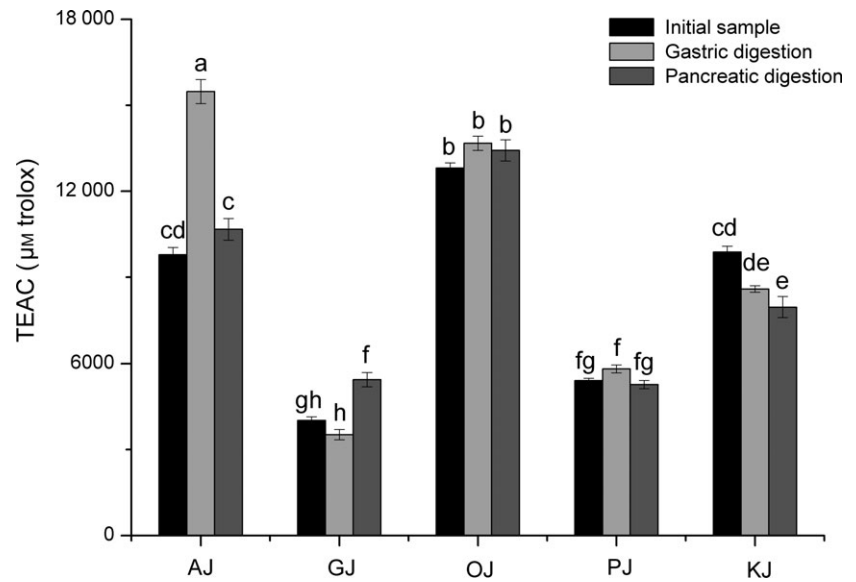 18 000
12 000
6000
0
TEAC (μM trolox)
Initial sample
Gastric digestion
Pancreatic digestion
cd a c
gh h f
b b b
fg f fg
cd de e
AJ GJ OJ PJ KJ